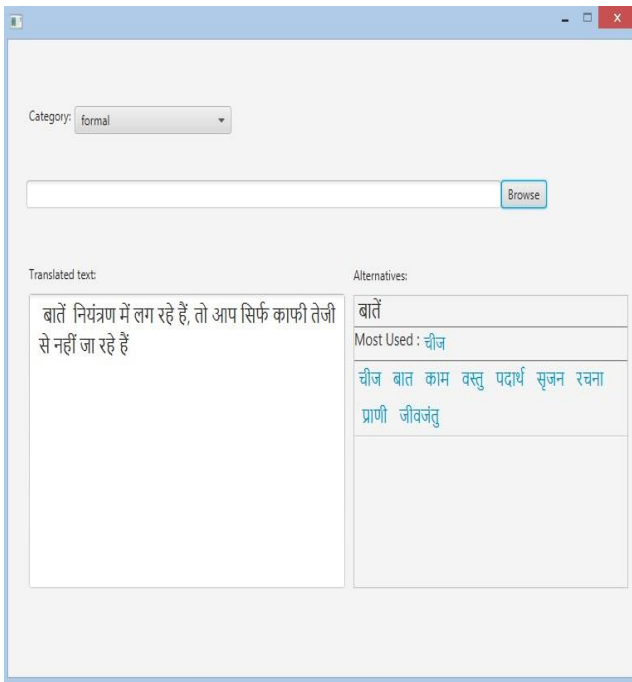 X
Category: formal
Browse
Translated text:
Alternatives:
बातें नियंत्रण में लग रहे हैं, तो आप सिर्फ काफी तेजी
से नहीं जा रहे हैं
बातें
Most Used : चीज
चीज बात काम वस्तु पदार्थ सृजन रचना
प्राणी जीवजंतु